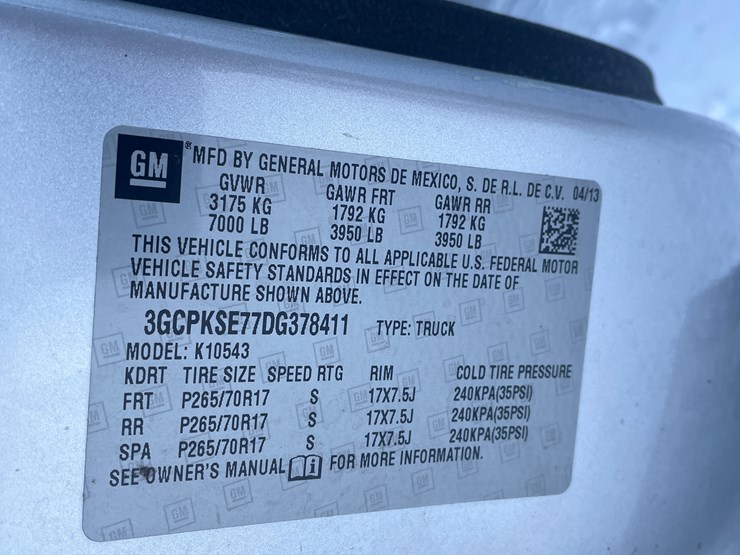 GM ® MFD BY GENERAL MOTORS DE MEXICO, S. DE R.L. DE C.V. 04/13
GVWR GAWR FRT GAWR RR
3175 KG 1792 KG 1792 KG
7000 LB 3950 LB 3950 LB
THIS VEHICLE CONFORMS TO ALL APPLICABLE U.S. FEDERAL MOTOR
VEHICLE SAFETY STANDARDS IN EFFECT ON THE DATE OF
MANUFACTURE SHOWN ABOVE.
3GCPKSE77DG378411 TYPE: TRUCK
MODEL: K10543
KDRT TIRE SIZE SPEED RTG RIM COLD TIRE PRESSURE
FRT P265/70R17 S 17X7.5J 240KPA(35PSI)
RR P265/70R17 S 17X7.5J 240KPA(35PSI)
SPA P265/70R17 S 17X7.5J 240KPA(35PSI)
SEE OWNER'S MANUAL i FOR MORE INFORMATION.